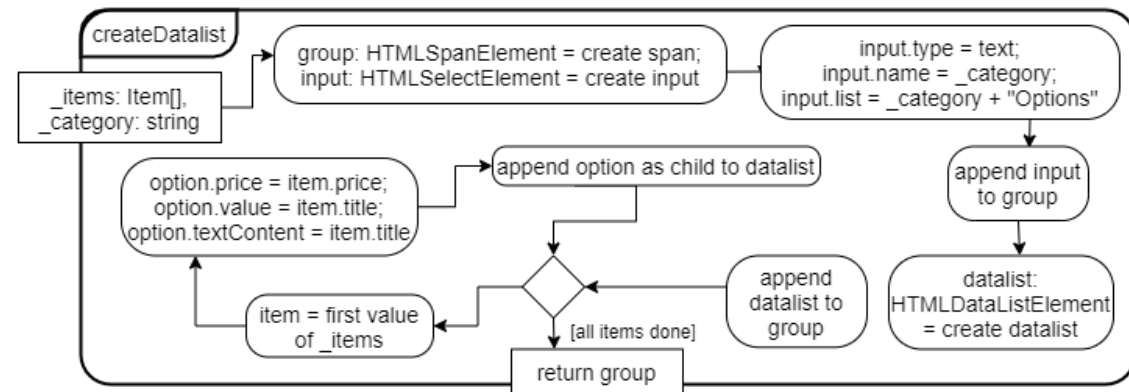 createDatalist
_items: Item[],
_category: string
group: HTMLSpanElement = create span;
input: HTMLSelectElement = create input
input.type = text;
input.name = _category;
input.list = _category + "Options"
append input
to group
datalist:
HTMLDataListElement
= create datalist
append
datalist to
group
[all items done]
return group
item = first value
of _items
option.price = item.price;
option.value = item.title;
option.textContent = item.title
append option as child to datalist